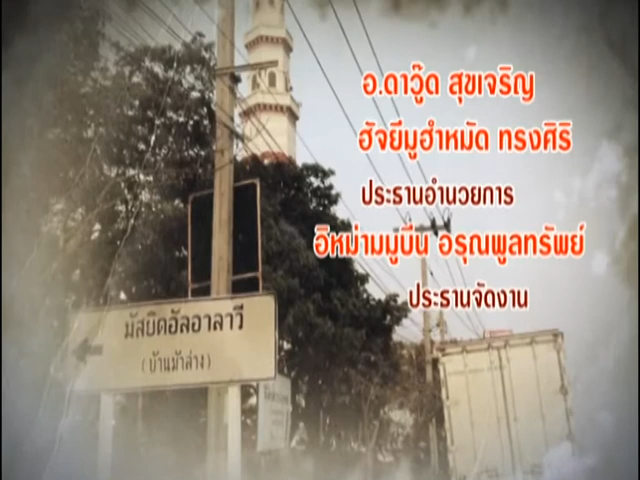 อ.ดาวู๊ด สุขเจริญ
ฮัจยีมูฮำหมัด ทรงศิริ
ประธานอำนวยการ
อิหม่ามมูบีน อรุณพูลทรัพย์
ประธานจัดงาน
มัสยิดอัลอาลาวี
(บ้านม้าล่าง)